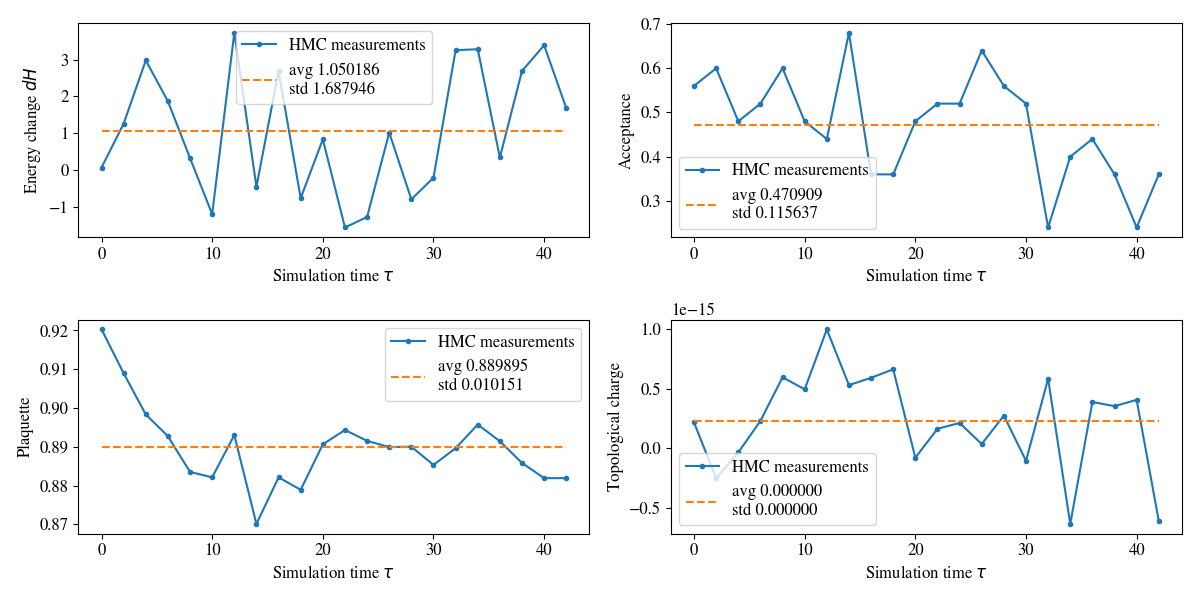 Energy change dH
3
2
1
0
−1
HMC measurements
avg 1.050186
std 1.687946
0 10 20 30 40
Simulation time τ
Acceptance
0.7
0.6
0.5
0.4
0.3
HMC measurements
avg 0.470909
std 0.115637
0 10 20 30 40
Simulation time τ
Plaquette
0.92
0.91
0.90
0.89
0.88
0.87
HMC measurements
avg 0.889895
std 0.010151
0 10 20 30 40
Simulation time τ
1e−15
Topological charge
1.0
0.5
0.0
−0.5
HMC measurements
avg 0.000000
std 0.000000
0 10 20 30 40
Simulation time τ